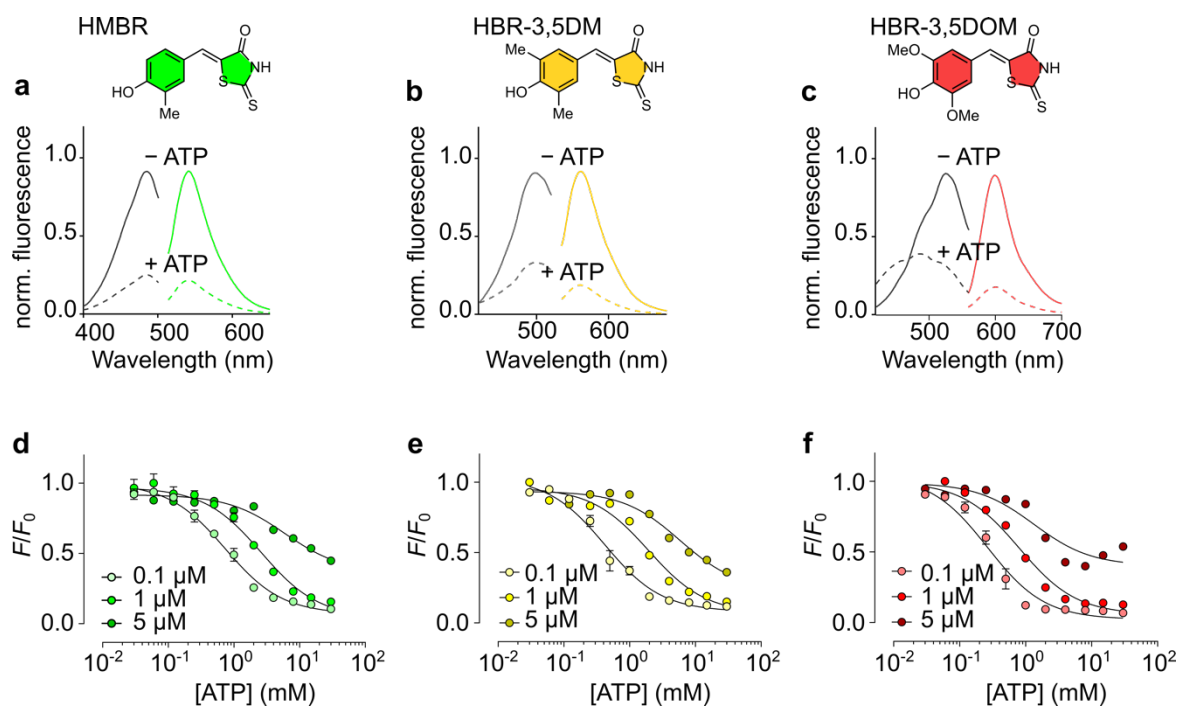 HMBR
HBR-3,5DM
HBR-3,5DOM
a
O
NH
S
S
HO
Me
b
Me
O
NH
S
S
HO
Me
c
MeO
O
NH
S
S
HO
OMe
norm. fluorescence
1.0
0.5
0.0
– ATP
+ ATP
400 500 600
Wavelength (nm)
norm. fluorescence
1.0
0.5
0.0
– ATP
+ ATP
500 600
Wavelength (nm)
norm. fluorescence
1.0
0.5
0.0
– ATP
+ ATP
500 600 700
Wavelength (nm)
d
F/F0
1.0
0.5
0.0
0.1 µM
1 µM
5 µM
10-2 10-1 100 101 102
[ATP] (mM)
e
F/F0
1.0
0.5
0.0
0.1 µM
1 µM
5 µM
10-2 10-1 100 101 102
[ATP] (mM)
f
F/F0
1.0
0.5
0.0
0.1 µM
1 µM
5 µM
10-2 10-1 100 101 102
[ATP] (mM)